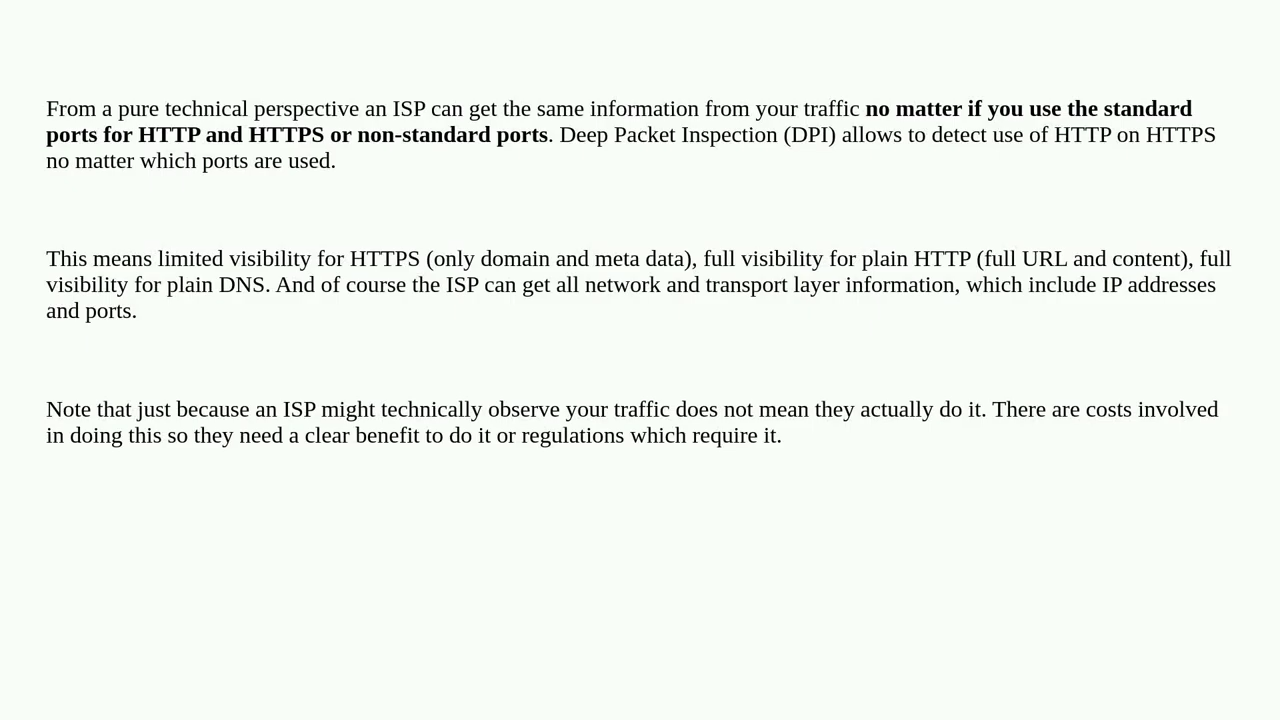 From a pure technical perspective an ISP can get the same information from your traffic no matter if you use the standard
ports for HTTP and HTTPS or non-standard ports. Deep Packet Inspection (DPI) allows to detect use of HTTP on HTTPS
no matter which ports are used.
This means limited visibility for HTTPS (only domain and meta data), full visibility for plain HTTP (full URL and content), full
visibility for plain DNS. And of course the ISP can get all network and transport layer information, which include IP addresses
and ports.
Note that just because an ISP might technically observe your traffic does not mean they actually do it. There are costs involved
in doing this so they need a clear benefit to do it or regulations which require it.